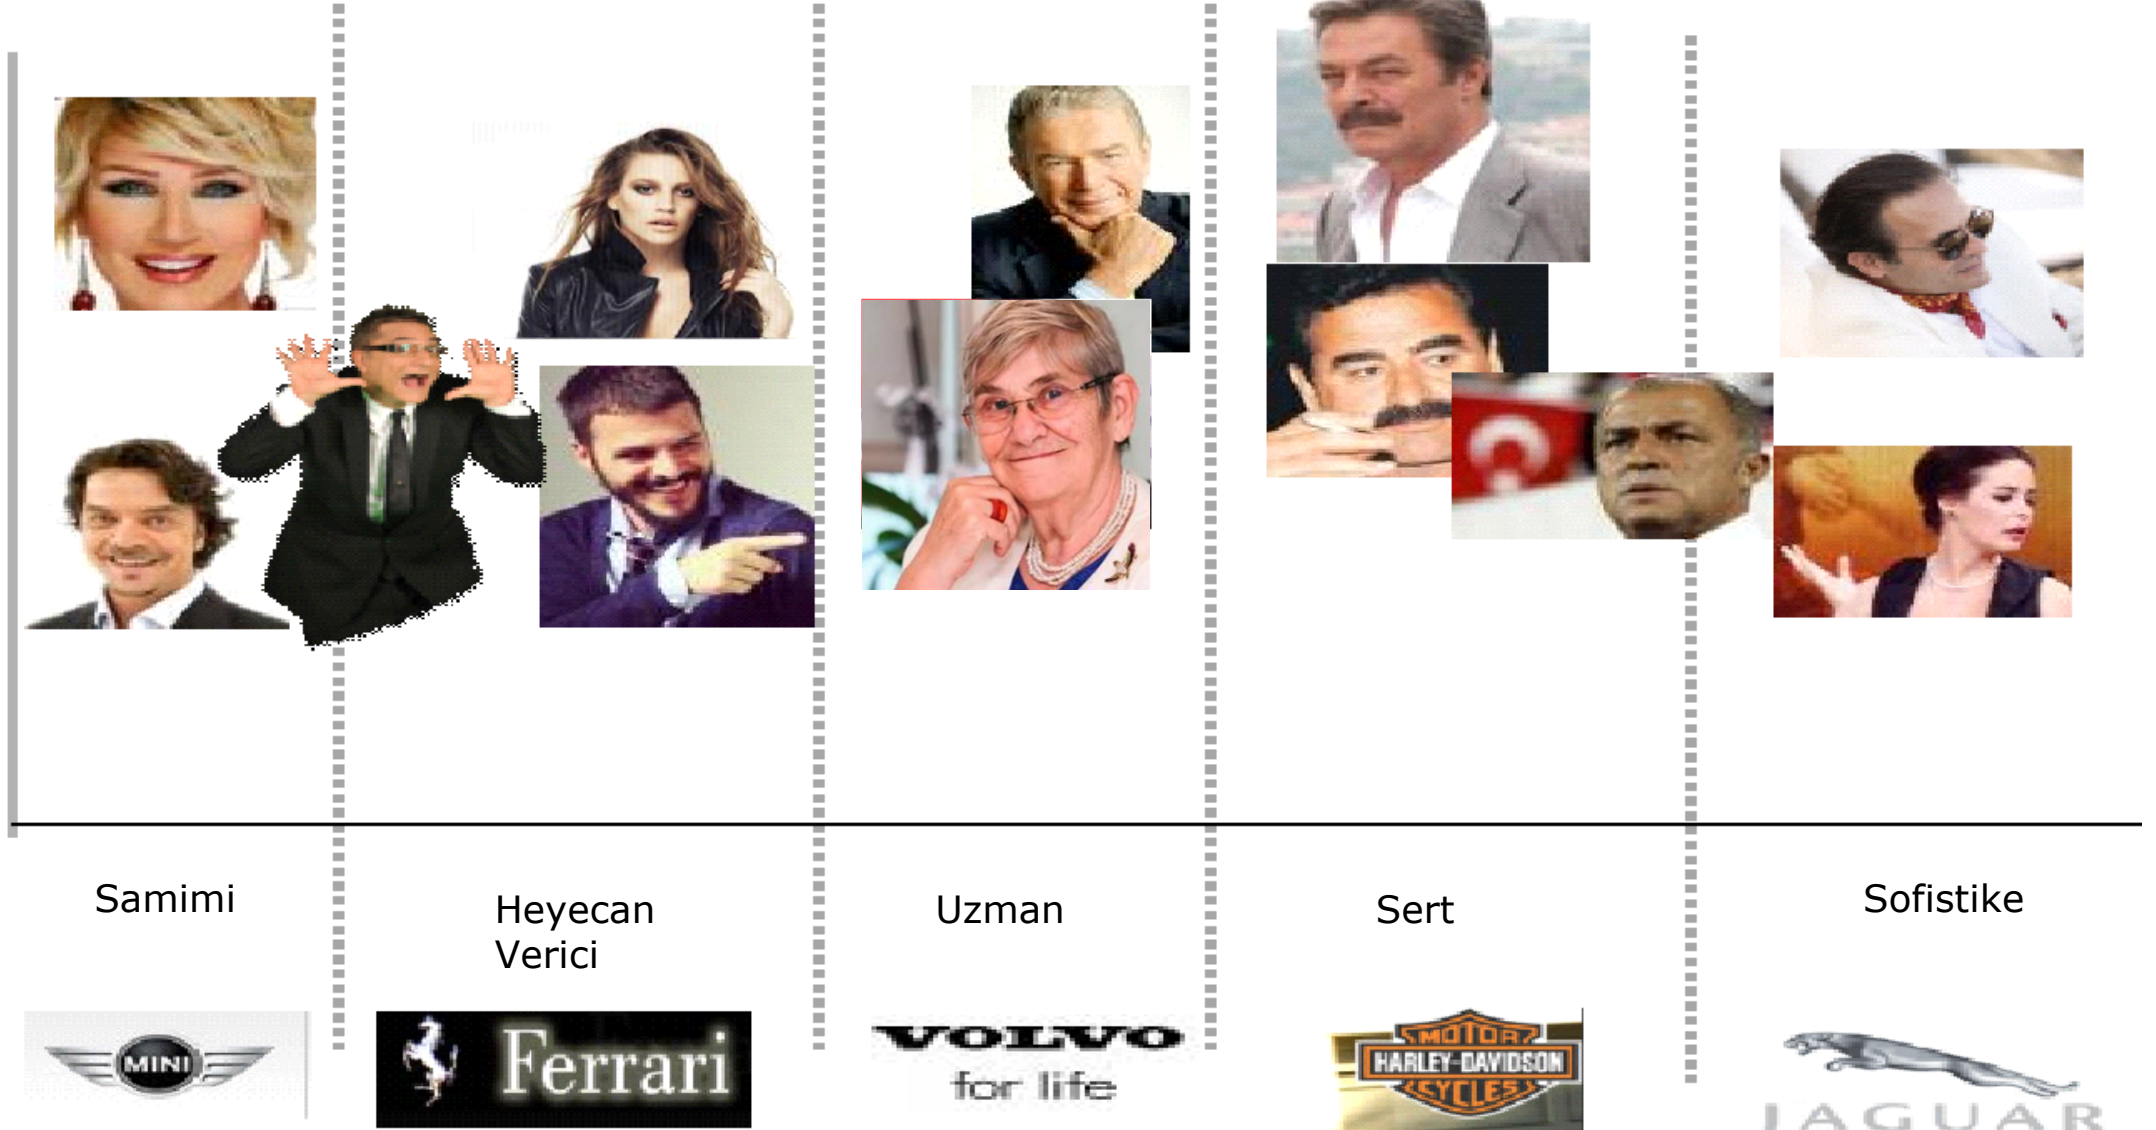 Samimi
Heyecan
Verici
Uzman
Sert
Sofistike
MINI
Ferrari
VOLVO
for life
MOTOR
HARLEY-DAVIDSON
CYCLES
JAGUAR